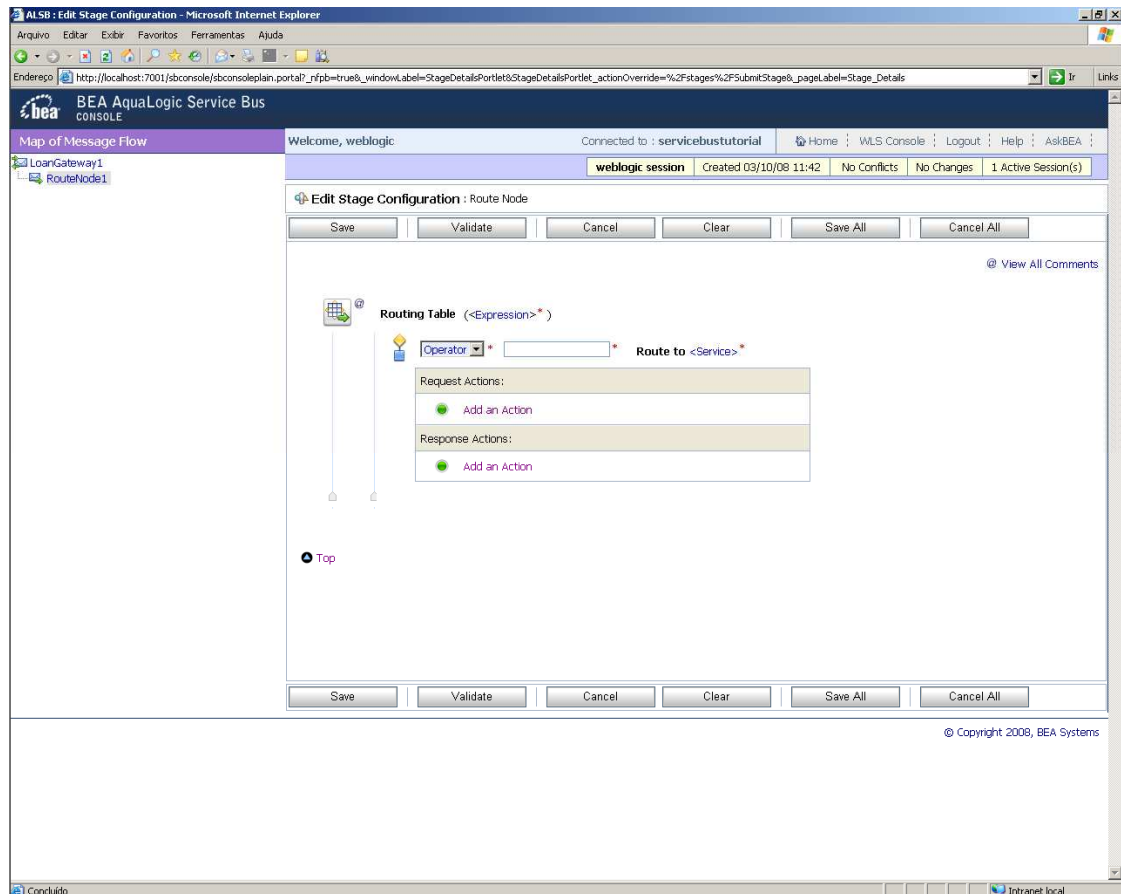 ALSB : Edit Stage Configuration - Microsoft Internet Explorer
Arquivo Editar Exibir Favoritos Ferramentas Ajuda
Endereço http://localhost:7001/sbconsole/sbconsoleplain.portal?_nfpb=true&_windowLabel=StageDetailsPortlet&StageDetailsPortlet_actionOverride=%2Fstages%2FSubmitStage&_pageLabel=Stage_Details Ir Links
bea BEA AquaLogic Service Bus
CONSOLE
Map of Message Flow Welcome, weblogic Connected to : servicebustutorial Home WLS Console Logout Help AskBEA
LoanGateway1 weblogic session Created 03/10/08 11:42 No Conflicts No Changes 1 Active Session(s)
RouteNode1
Edit Stage Configuration : Route Node
Save Validate Cancel Clear Save All Cancel All
@ View All Comments
@ Routing Table (<Expression>* )
Operator * * Route to <Service>*
Request Actions:
Add an Action
Response Actions:
Add an Action
Top
Save Validate Cancel Clear Save All Cancel All
© Copyright 2008, BEA Systems
Concluído Intranet local